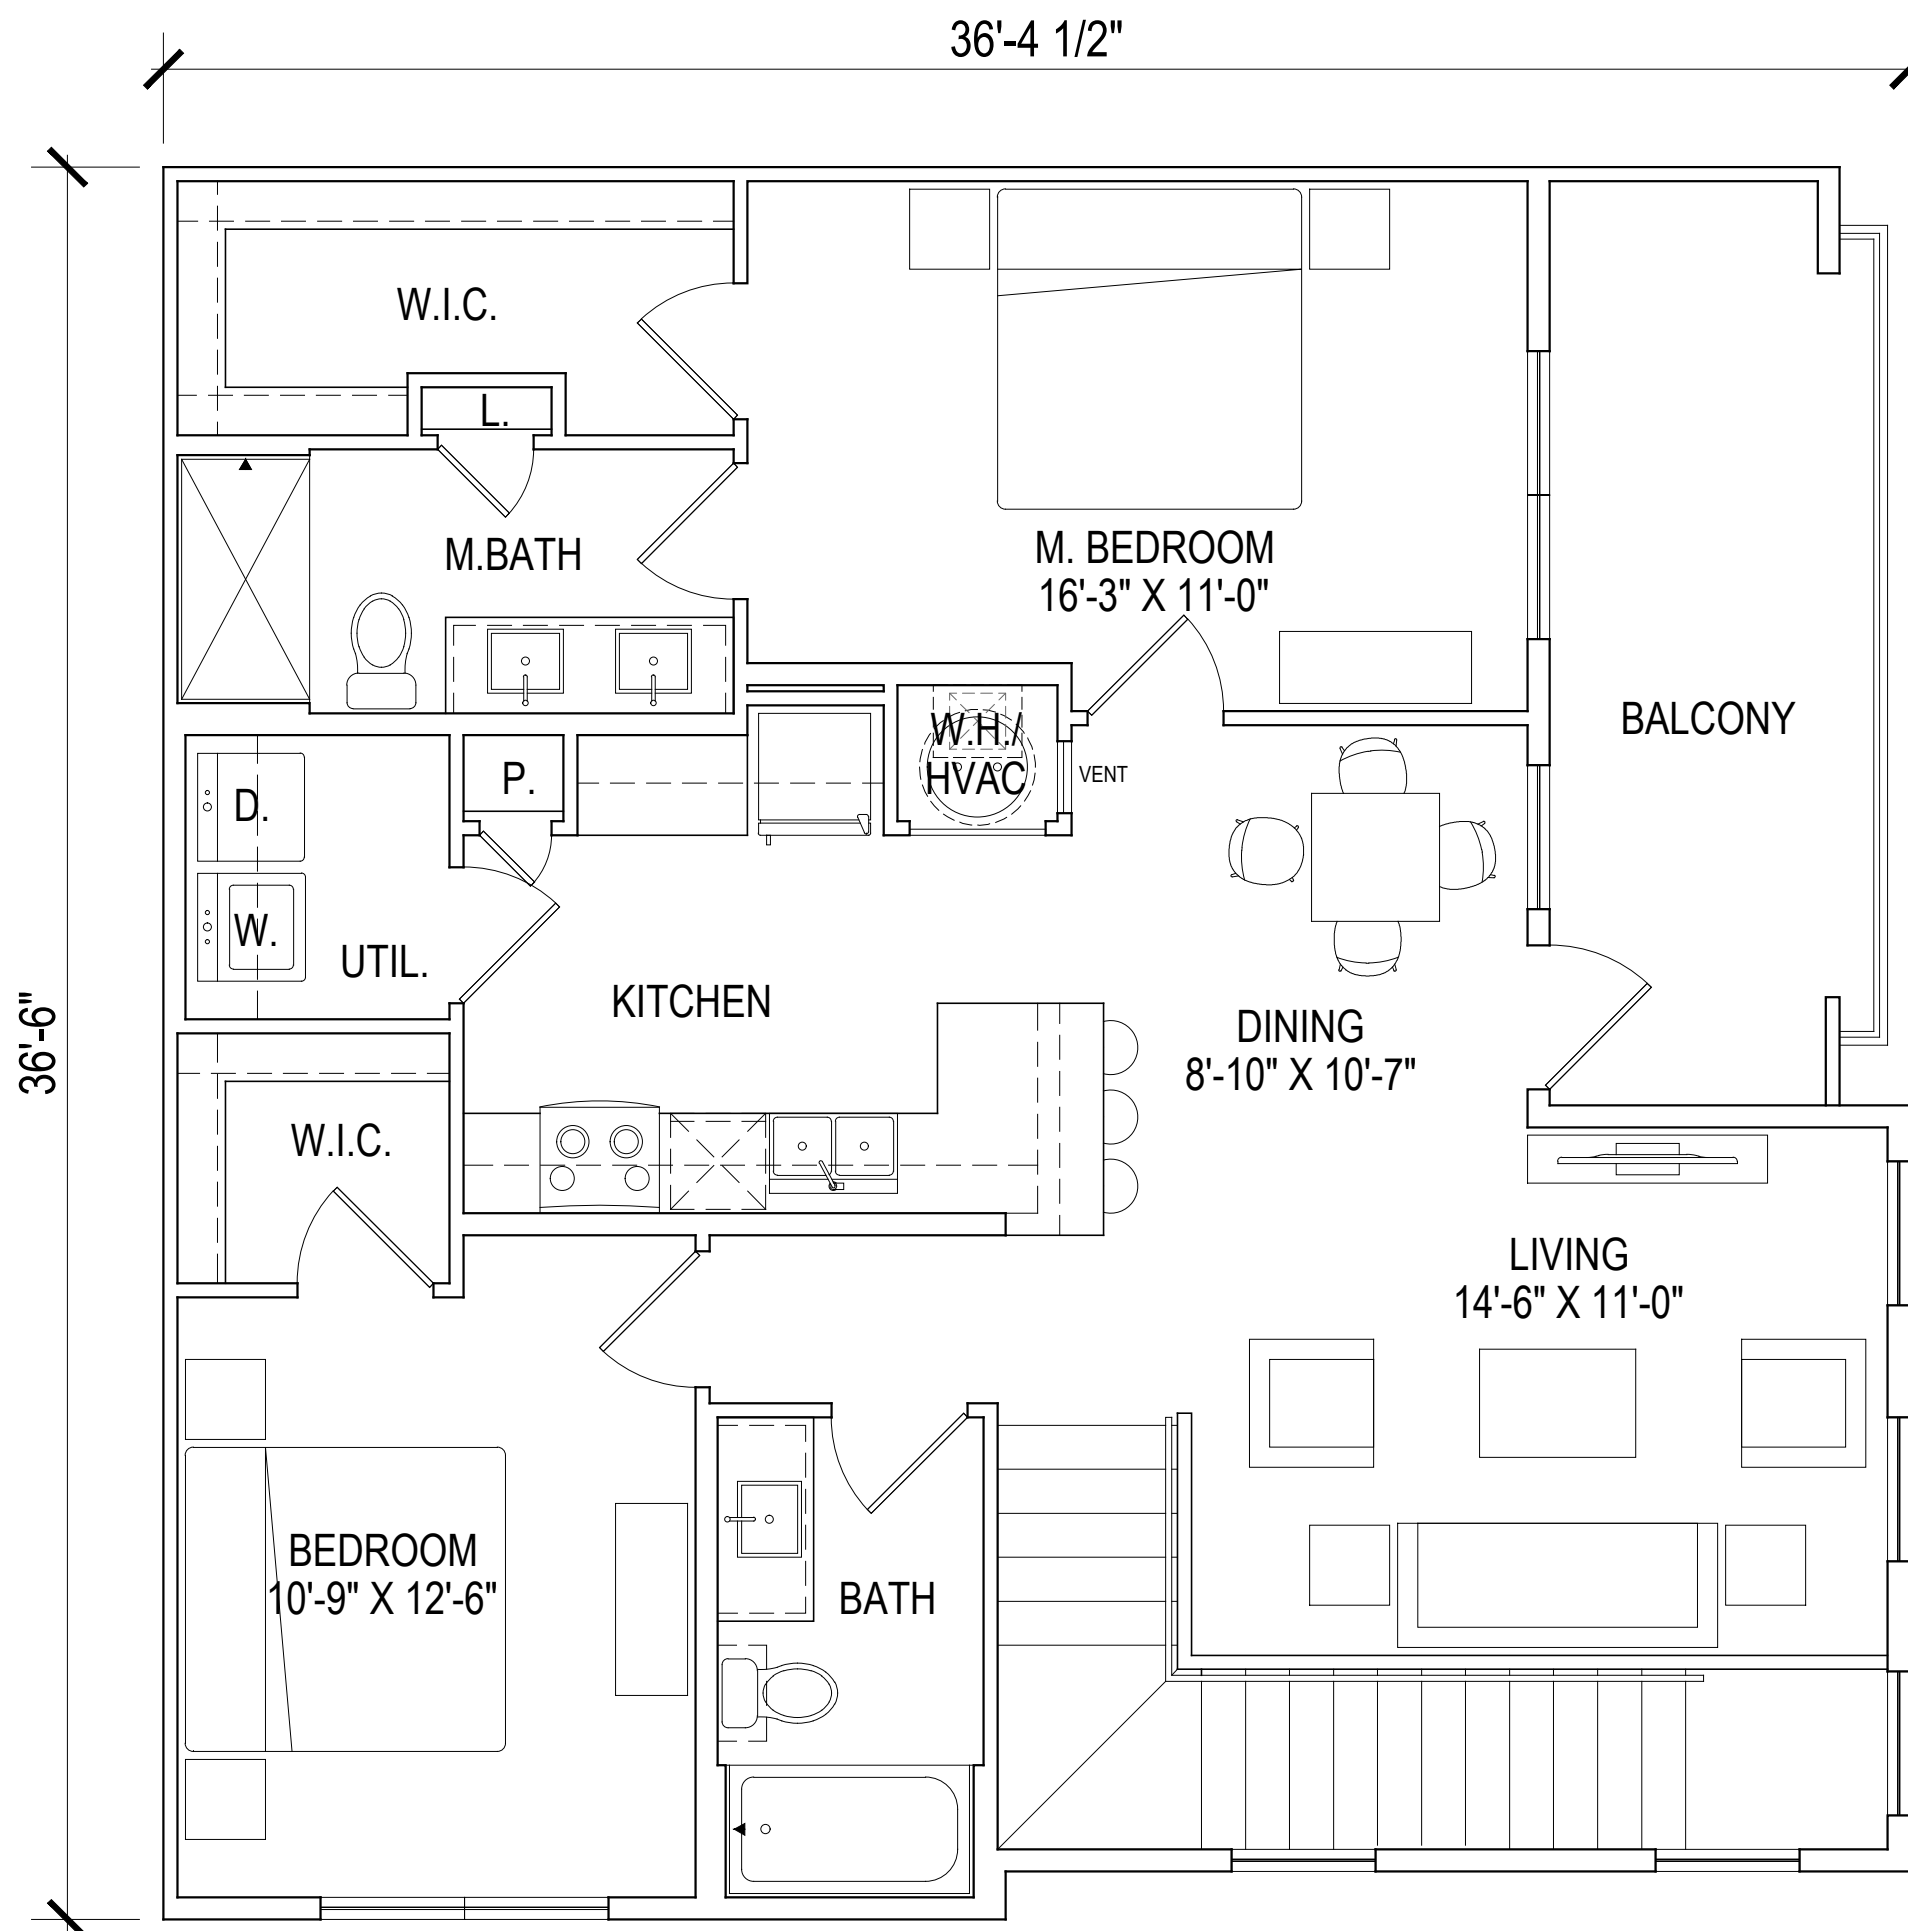 36'-4 1/2"
36'-6"
W.I.C.
L.
M.BATH
M. BEDROOM
16'-3" X 11'-0"
BALCONY
W.H./
HVAC
VENT
P.
D.
W.
UTIL.
KITCHEN
DINING
8'-10" X 10'-7"
W.I.C.
LIVING
14'-6" X 11'-0"
BEDROOM
10'-9" X 12'-6"
BATH